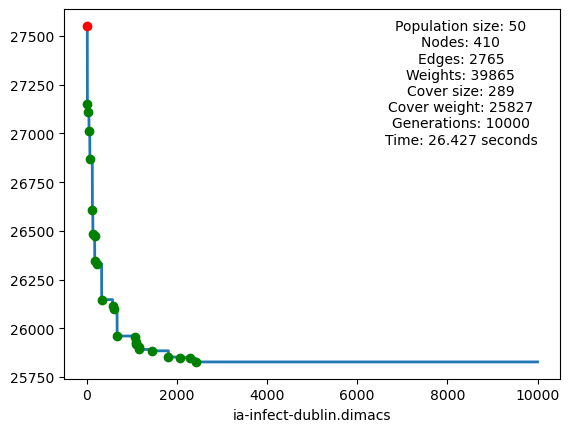 Population size: 50
Nodes: 410
Edges: 2765
Weights: 39865
Cover size: 289
Cover weight: 25827
Generations: 10000
Time: 26.427 seconds
27500
27250
27000
26750
26500
26250
26000
25750
0 2000 4000 6000 8000 10000
ia-infect-dublin.dimacs